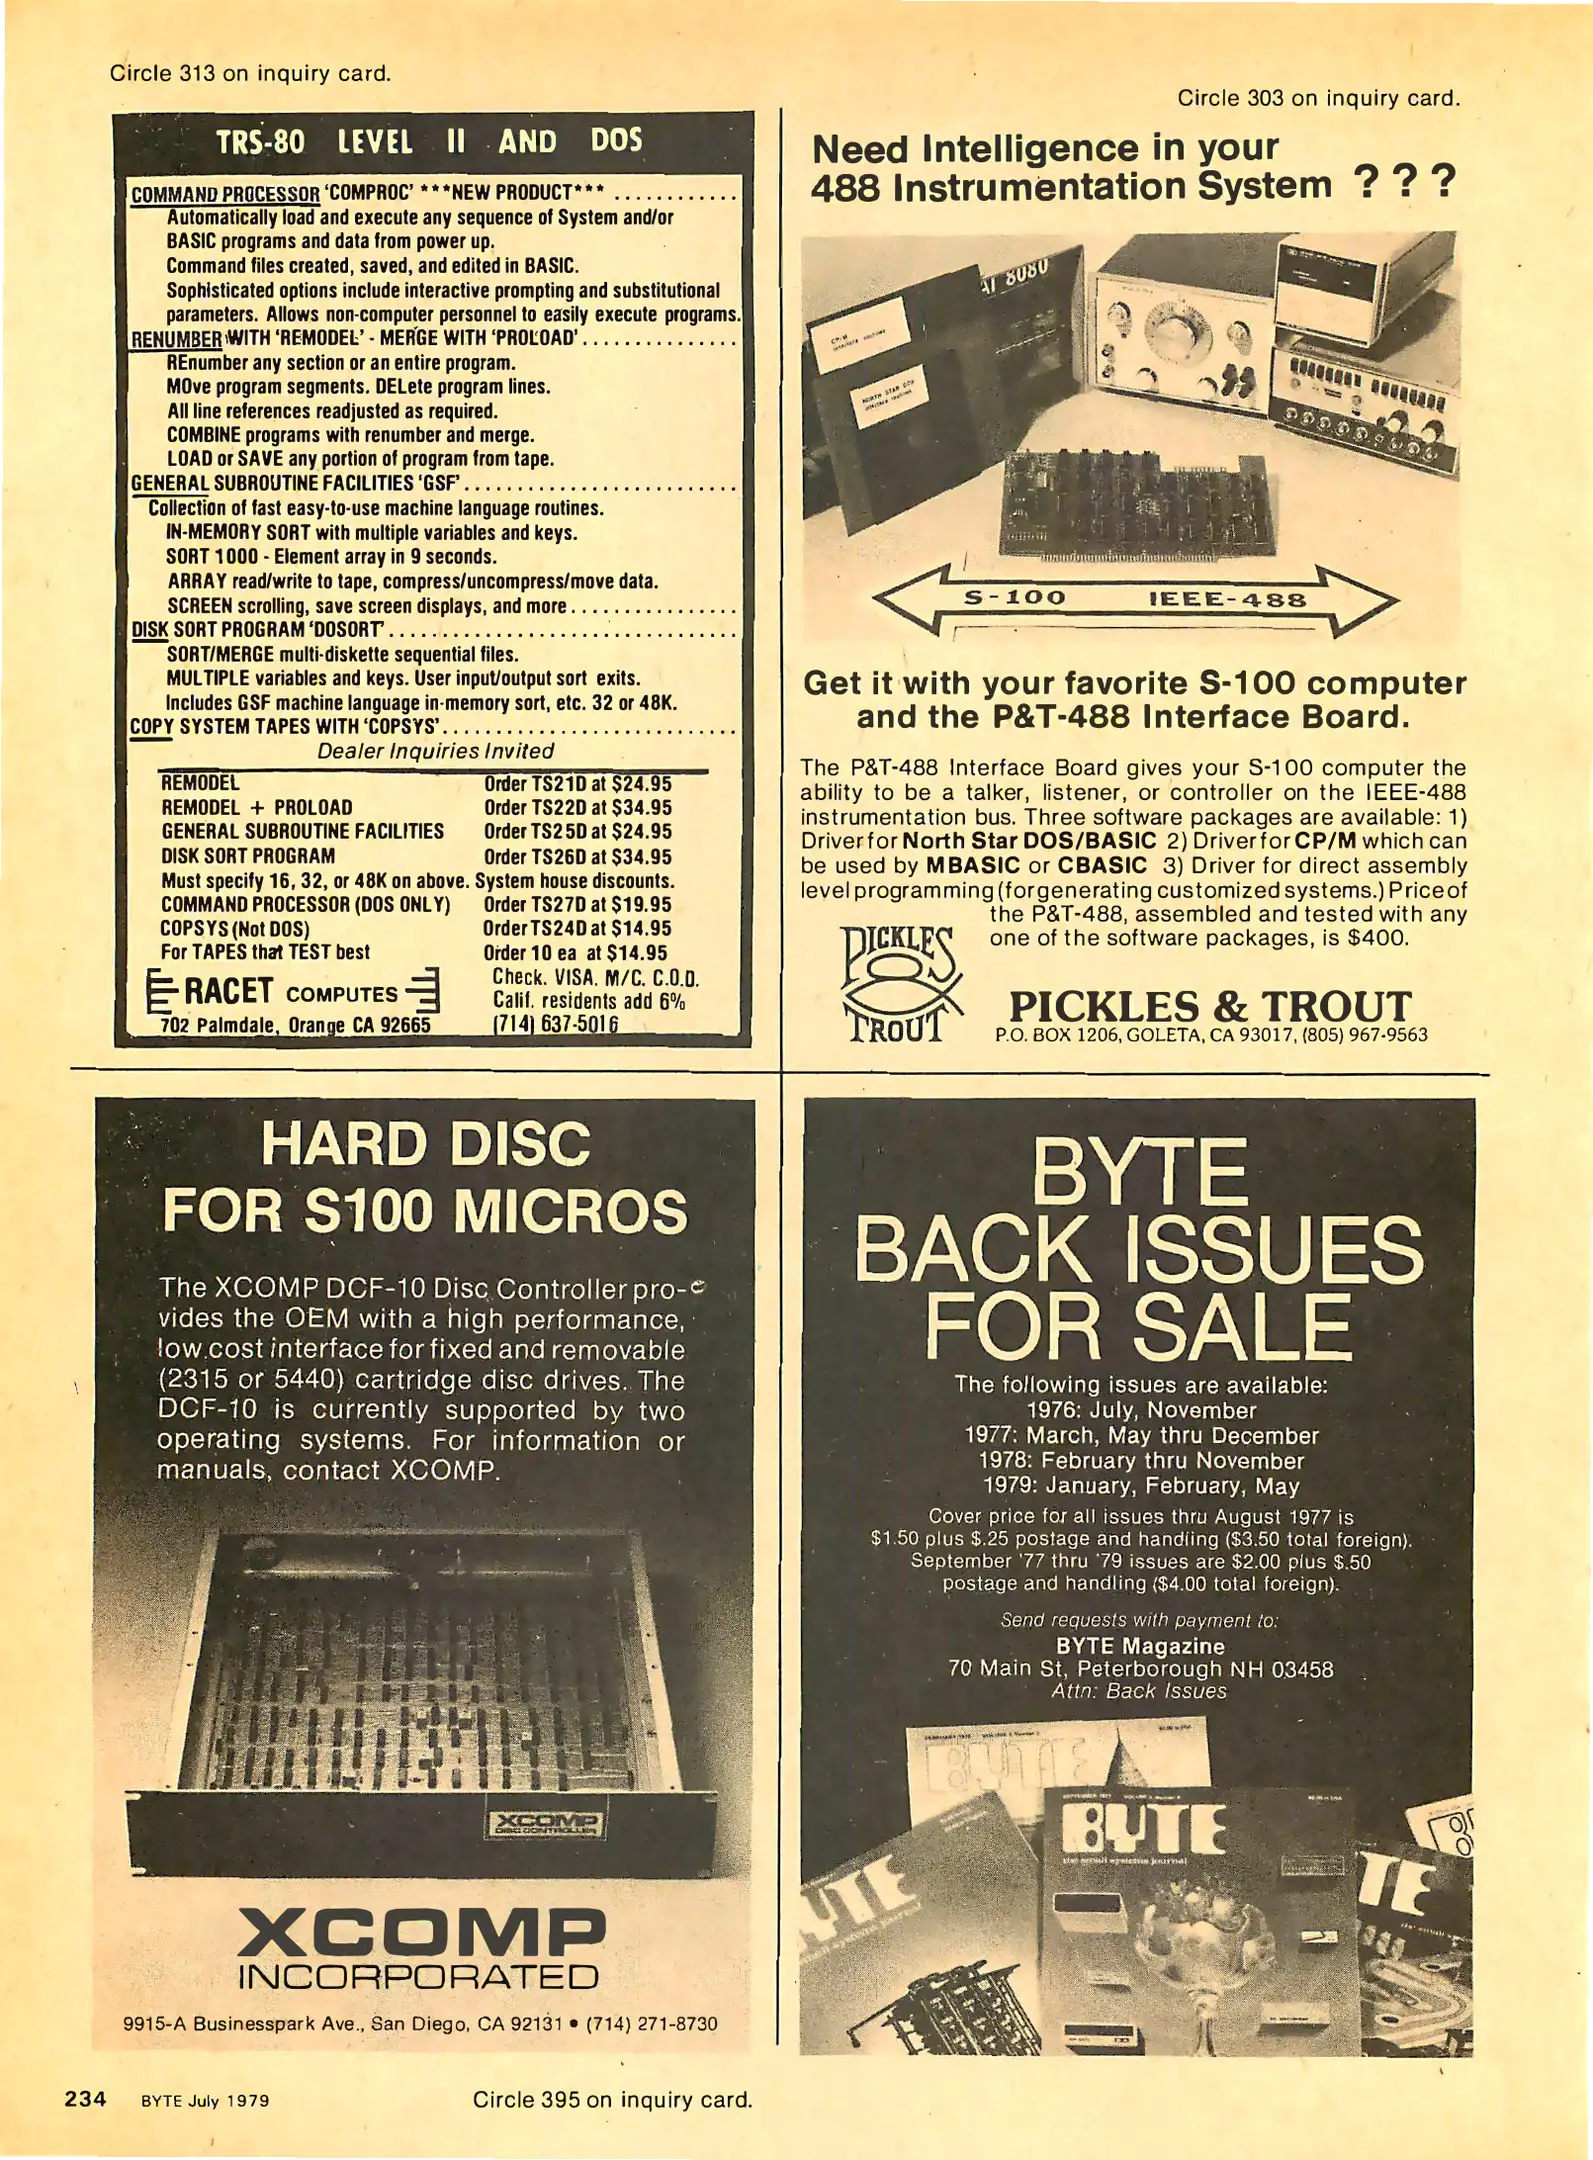 Circle 313 on inquiry card.
TRS-80 LEVEL II AND DOS
COMMAND PROCESSOR 'COMPROC' ***NEW PRODUCT*** ............
Automatically load and execute any sequence of System and/or
BASIC programs and data from power up.
Command files created, saved, and edited in BASIC.
Sophisticated options include interactive prompting and substitutional
parameters. Allows non-computer personnel to easily execute programs.
RENUMBER WITH 'REMODEL' - MERGE WITH 'PROLOAD' ...............
REnumber any section or an entire program.
MOve program segments. DELete program lines.
All line references readjusted as required.
COMBINE programs with renumber and merge.
LOAD or SAVE any portion of program from tape.
GENERAL SUBROUTINE FACILITIES 'GSF' ..........................
Collection of fast easy-to-use machine language routines.
IN-MEMORY SORT with multiple variables and keys.
SORT 1000 - Element array in 9 seconds.
ARRAY read/write to tape, compress/uncompress/move data.
SCREEN scrolling, save screen displays, and more ................
DISK SORT PROGRAM 'DOSORT' .................................
SORT/MERGE multi-diskette sequential files.
MULTIPLE variables and keys. User input/output sort exits.
Includes GSF machine language in-memory sort, etc. 32 or 48K.
COPY SYSTEM TAPES WITH 'COPSYS' ............................
Dealer Inquiries Invited
REMODEL Order TS21D at $24.95
REMODEL + PROLOAD Order TS22D at $34.95
GENERAL SUBROUTINE FACILITIES Order TS25D at $24.95
DISK SORT PROGRAM Order TS26D at $34.95
Must specify 16, 32, or 48K on above. System house discounts.
COMMAND PROCESSOR (DOS ONLY) Order TS27D at $19.95
COPSYS (Not DOS) Order TS24D at $14.95
For TAPES that TEST best Order 10 ea at $14.95
RACET COMPUTES
Check. VISA. M/C. C.O.D.
Calif. residents add 6%
702 Palmdale, Orange CA 92665 (714) 637-5016
Circle 303 on inquiry card.
Need Intelligence in your
488 Instrumentation System ? ? ?
AI 8080
CP/M
interface routines
NORTH STAR DOS
interface routines
S-100 IEEE-488
Get it with your favorite S-100 computer
and the P&T-488 Interface Board.
The P&T-488 Interface Board gives your S-100 computer the
ability to be a talker, listener, or controller on the IEEE-488
instrumentation bus. Three software packages are available: 1)
Driver for North Star DOS/BASIC 2) Driver for CP/M which can
be used by MBASIC or CBASIC 3) Driver for direct assembly
level programming (for generating customized systems.) Price of
the P&T-488, assembled and tested with any
one of the software packages, is $400.
PICKLES
&
TROUT
PICKLES & TROUT
P.O. BOX 1206, GOLETA, CA 93017, (805) 967-9563
HARD DISC
FOR S100 MICROS
The XCOMP DCF-10 Disc Controller pro-
vides the OEM with a high performance,
low cost interface for fixed and removable
(2315 or 5440) cartridge disc drives. The
DCF-10 is currently supported by two
operating systems. For information or
manuals, contact XCOMP.
XCOMP
DISC CONTROLLER
XCOMP
INCORPORATED
9915-A Businesspark Ave., San Diego, CA 92131 • (714) 271-8730
BYTE
BACK ISSUES
FOR SALE
The following issues are available:
1976: July, November
1977: March, May thru December
1978: February thru November
1979: January, February, May
Cover price for all issues thru August 1977 is
$1.50 plus $.25 postage and handling ($3.50 total foreign).
September '77 thru '79 issues are $2.00 plus $.50
postage and handling ($4.00 total foreign).
Send requests with payment to:
BYTE Magazine
70 Main St, Peterborough NH 03458
Attn: Back Issues
BYTE
BYTE
the small systems journal
BYTE
TE
234 BYTE July 1979 Circle 395 on inquiry card.